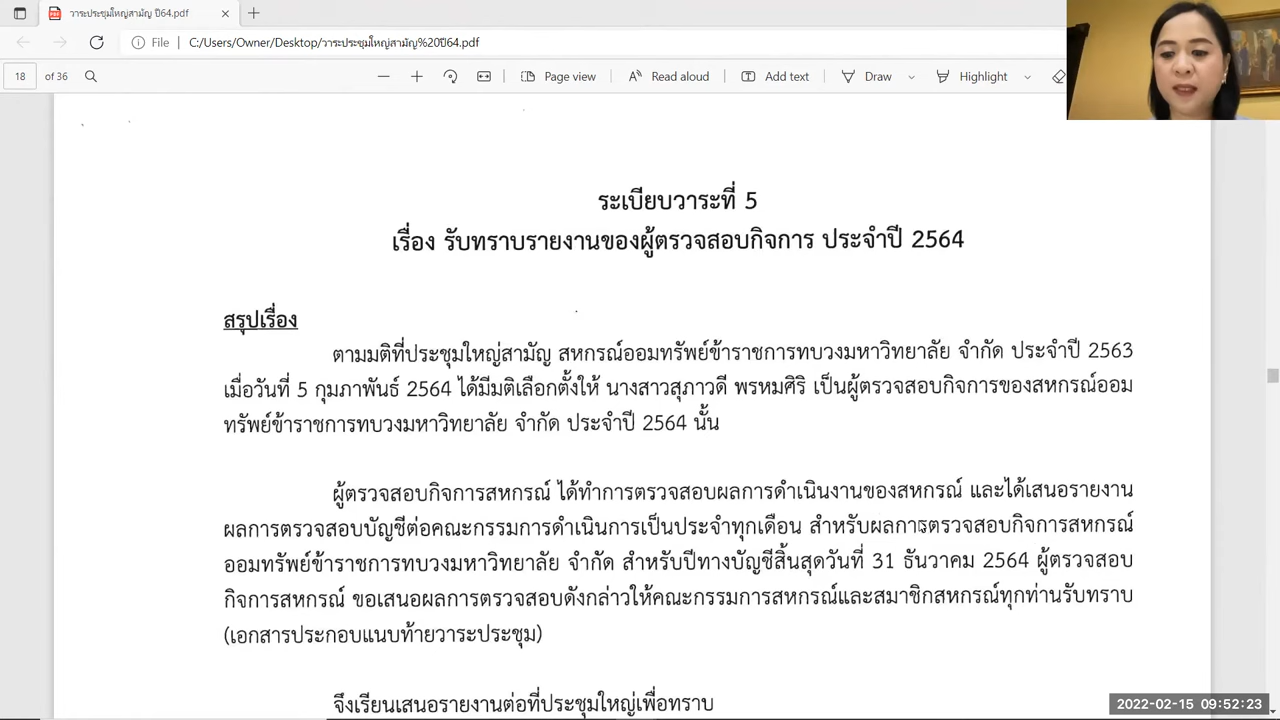 วาระประชุมใหญ่สามัญ ปี64.pdf
File
C:/Users/Owner/Desktop/วาระประชุมใหญ่สามัญ%20ปี64.pdf
18 of 36
Page view
Read aloud
Add text
Draw
Highlight
ระเบียบวาระที่ 5
เรื่อง รับทราบรายงานของผู้ตรวจสอบกิจการ ประจำปี 2564
สรุปเรื่อง
ตามมติที่ประชุมใหญ่สามัญ สหกรณ์ออมทรัพย์ข้าราชการทบวงมหาวิทยาลัย จำกัด ประจำปี 2563
เมื่อวันที่ 5 กุมภาพันธ์ 2564 ได้มีมติเลือกตั้งให้ นางสาวสุภาวดี พรหมศิริ เป็นผู้ตรวจสอบกิจการของสหกรณ์ออม
ทรัพย์ข้าราชการทบวงมหาวิทยาลัย จำกัด ประจำปี 2564 นั้น
ผู้ตรวจสอบกิจการสหกรณ์ ได้ทำการตรวจสอบผลการดำเนินงานของสหกรณ์ และได้เสนอรายงาน
ผลการตรวจสอบบัญชีต่อคณะกรรมการดำเนินการเป็นประจำทุกเดือน สำหรับผลการตรวจสอบกิจการสหกรณ์
ออมทรัพย์ข้าราชการทบวงมหาวิทยาลัย จำกัด สำหรับปีทางบัญชีสิ้นสุดวันที่ 31 ธันวาคม 2564 ผู้ตรวจสอบ
กิจการสหกรณ์ ขอเสนอผลการตรวจสอบดังกล่าวให้คณะกรรมการสหกรณ์และสมาชิกสหกรณ์ทุกท่านรับทราบ
(เอกสารประกอบแนบท้ายวาระประชุม)
จึงเรียนเสนอรายงานต่อที่ประชุมใหญ่เพื่อทราบ
2022-02-15 09:52:23